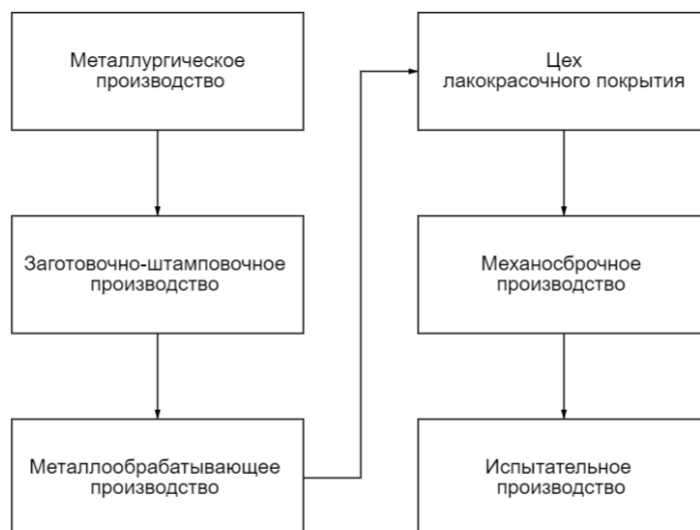 Металлургическое
производство
Заготовочно-штамповочное
производство
Металлообрабатывающее
производство
Цех
лакокрасочного покрытия
Механосброчное
производство
Испытательное
производство